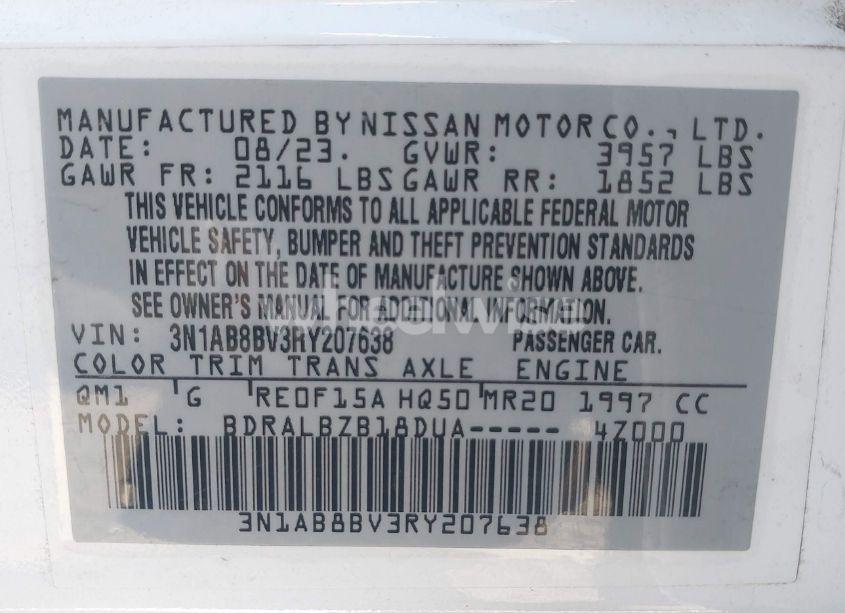 MANUFACTURED BY NISSAN MOTOR CO., LTD.
DATE: 08/23. GVWR: 3957 LBS
GAWR FR: 2116 LBS GAWR RR: 1852 LBS
THIS VEHICLE CONFORMS TO ALL APPLICABLE FEDERAL MOTOR
VEHICLE SAFETY, BUMPER AND THEFT PREVENTION STANDARDS
IN EFFECT ON THE DATE OF MANUFACTURE SHOWN ABOVE.
SEE OWNER'S MANUAL FOR ADDITIONAL INFORMATION.
VIN: 3N1AB8BV3RY207638 PASSENGER CAR.
COLOR TRIM TRANS AXLE ENGINE
QM1 G RE0F15A HQ50 MR20 1997 CC
MODEL: BDRALBZB18DUA----- 4Z000
3N1AB8BV3RY207638